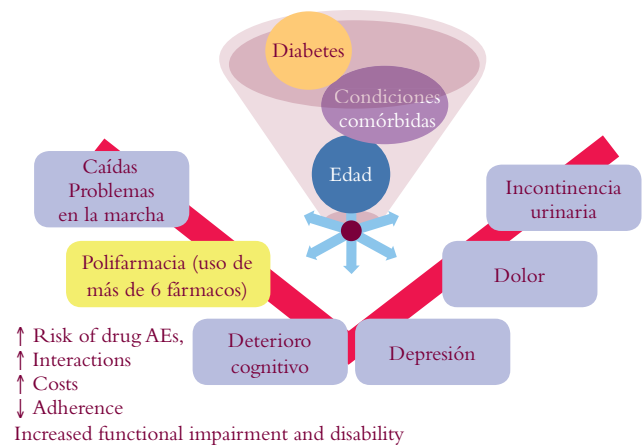 Diabetes
Condiciones
comórbidas
Edad
Caídas
Problemas
en la marcha
Incontinencia
urinaria
Polifarmacia (uso de
más de 6 fármacos)
Dolor
Deterioro
cognitivo
Depresión
↑ Risk of drug AEs,
↑ Interactions
↑ Costs
↓ Adherence
Increased functional impairment and disability